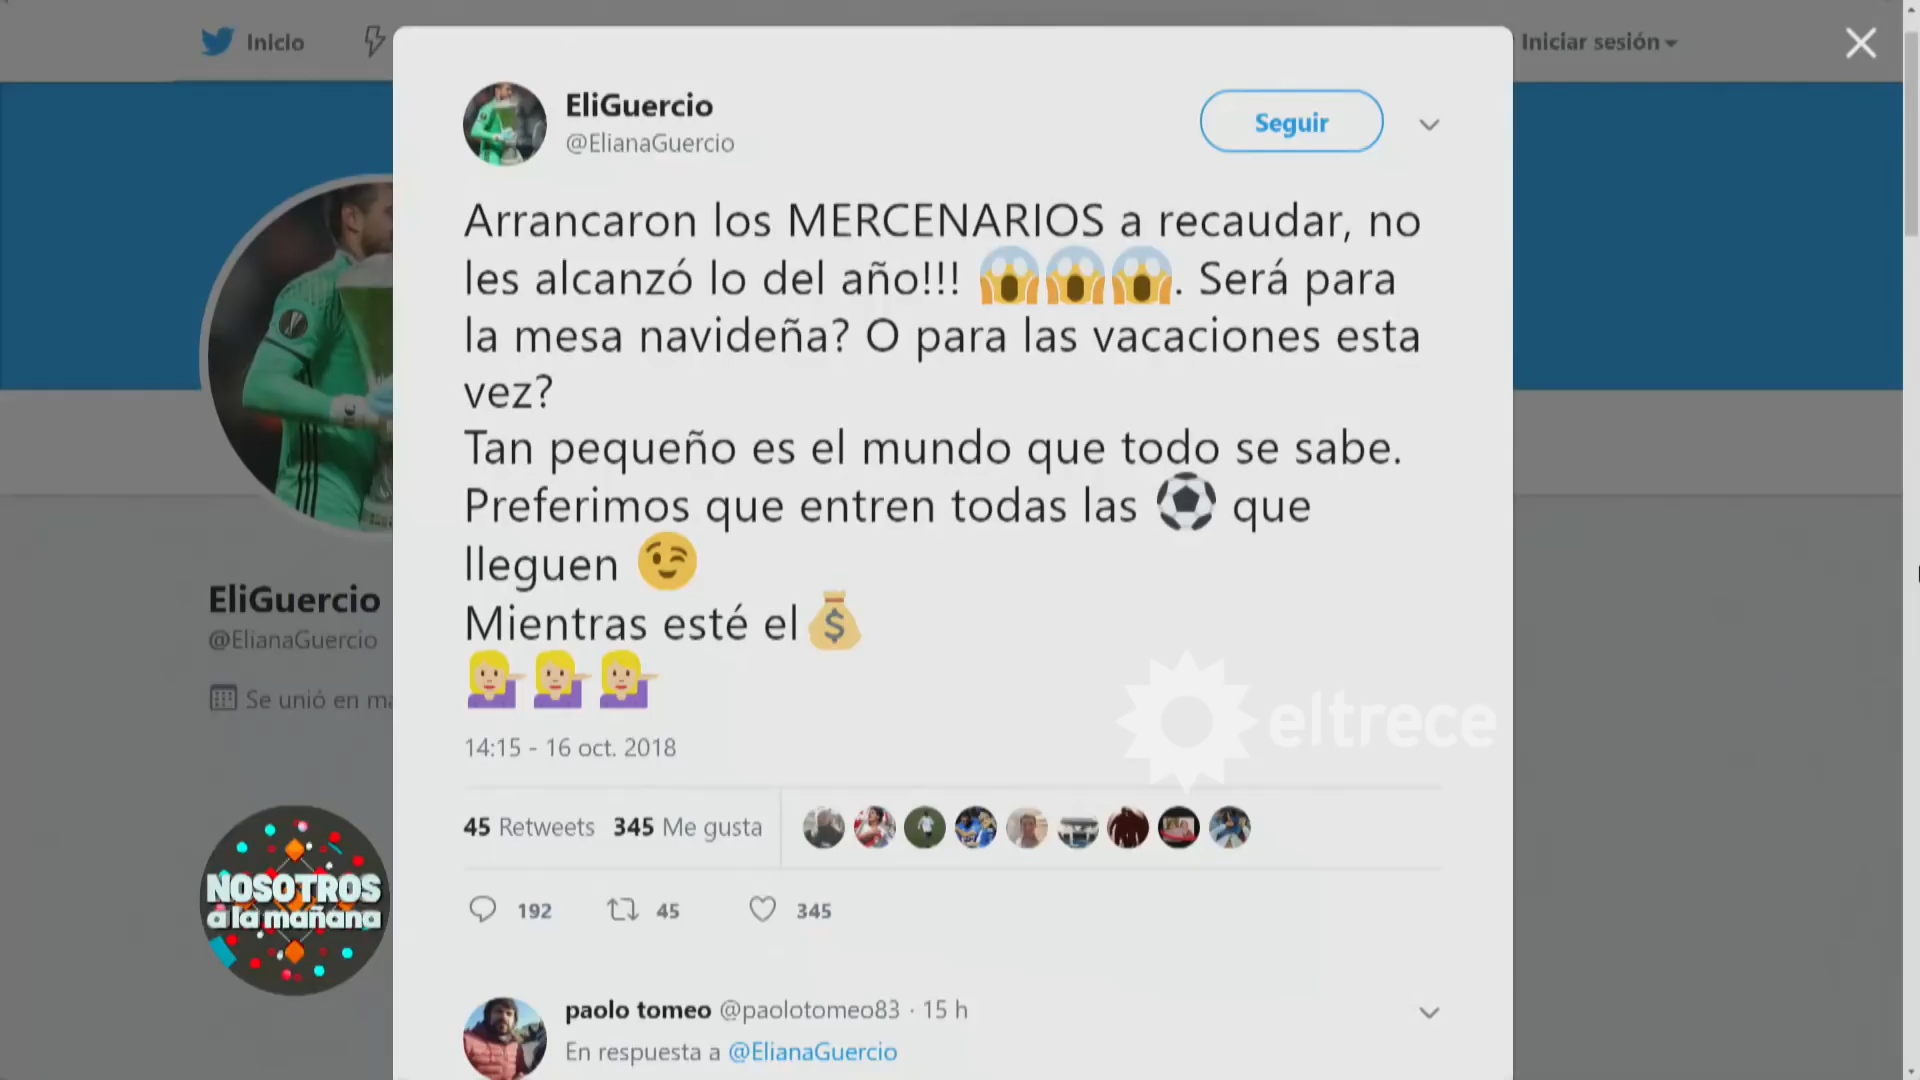 Inicio
Iniciar sesión
EliGuercio
@ElianaGuercio
Seguir
Arrancaron los MERCENARIOS a recaudar, no
les alcanzó lo del año!!! 😱😱😱. Será para
la mesa navideña? O para las vacaciones esta
vez?
Tan pequeño es el mundo que todo se sabe.
Preferimos que entren todas las ⚽ que
lleguen 😉
Mientras esté el💰
💁🏼💁🏼💁🏼
14:15 - 16 oct. 2018
45 Retweets 345 Me gusta
192 45 345
paolo tomeo @paolotomeo83 · 15 h
En respuesta a @ElianaGuercio
EliGuercio
@ElianaGuercio
Se unió en
NOSOTROS
a la mañana
eltrece